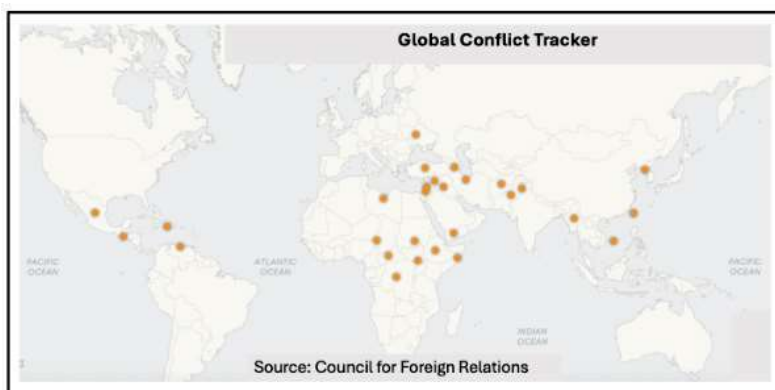 Global Conflict Tracker
PACIFIC
OCEAN
ATLANTIC
OCEAN
PACIFIC
OCEAN
INDIAN
OCEAN
Source: Council for Foreign Relations